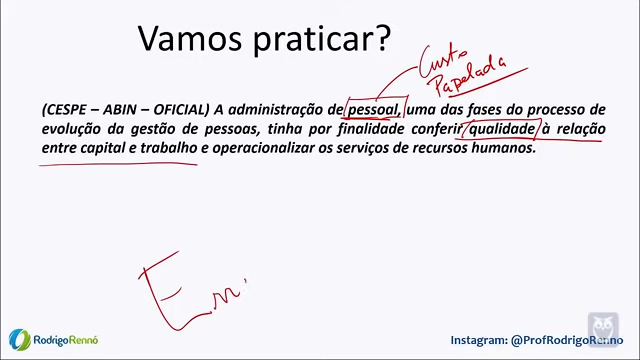 Vamos praticar?
Custo
Papelada
(CESPE – ABIN – OFICIAL) A administração de pessoal, uma das fases do processo de
evolução da gestão de pessoas, tinha por finalidade conferir qualidade à relação
entre capital e trabalho e operacionalizar os serviços de recursos humanos.
RodrigoRennó
Instagram: @ProfRodrigoRenno